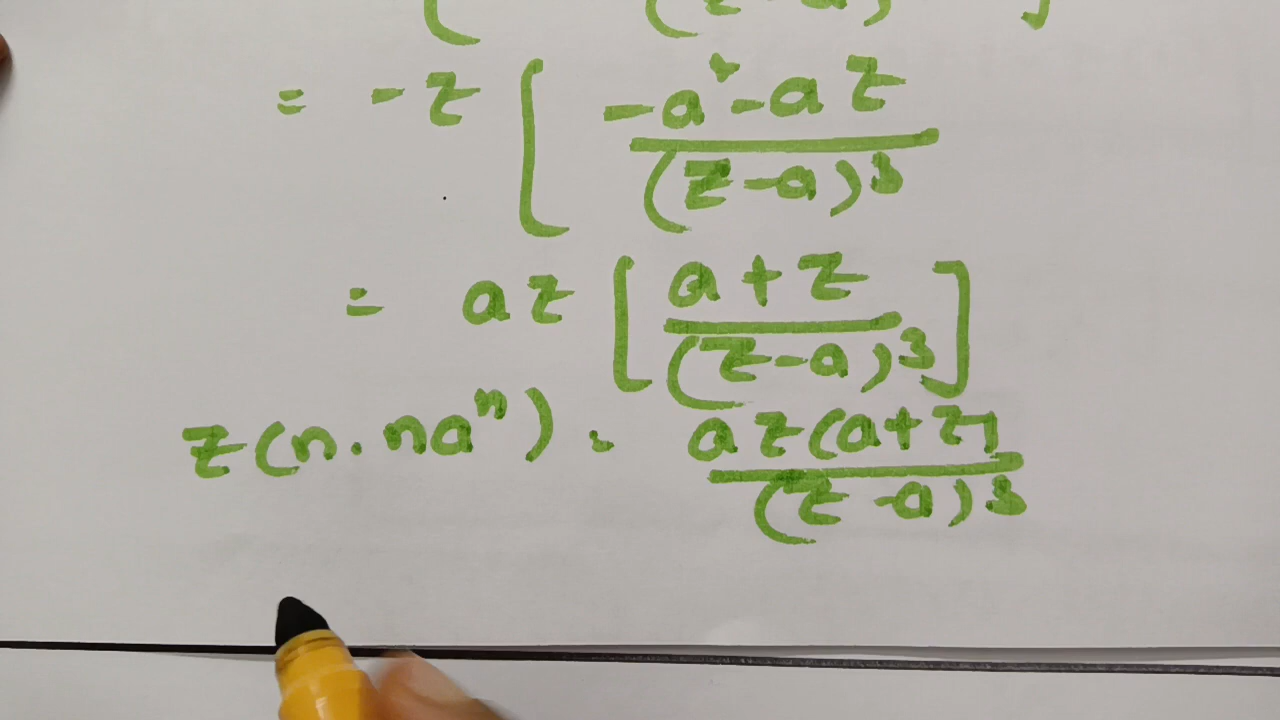 (z-a)
= -z [ -a²-az / (z-a)³
= az [ a+z / (z-a)³ ]
z(n.naⁿ) = az(a+z) / (z-a)³